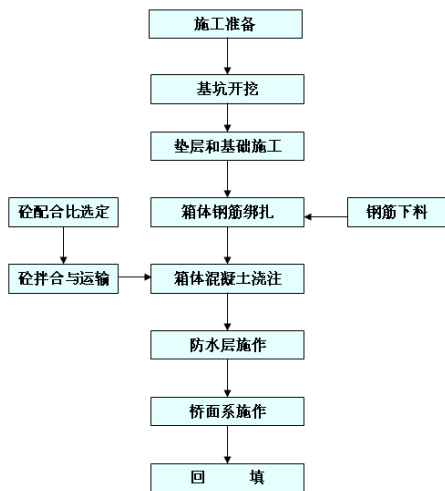 施工准备
基坑开挖
垫层和基础施工
砼配合比选定
箱体钢筋绑扎
钢筋下料
砼拌合与运输
箱体混凝土浇注
防水层施作
桥面系施作
回 填